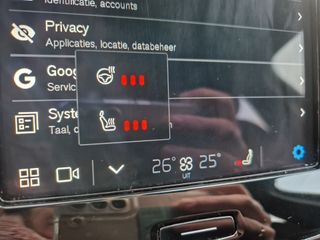 Identificatie, accounts
Privacy
Applicaties, locatie, databeheer
Goog
Servic
Syste
Taal, d
26° 25°
UIT